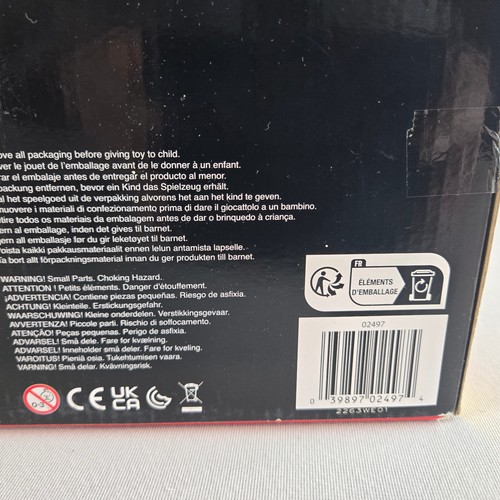 ove all packaging before giving toy to child.
ver le jouet de l'emballage avant de le donner à un enfant.
rar el embalaje antes de entregar el producto al menor.
packung entfernen, bevor ein Kind das Spielzeug erhält.
al het speelgoed uit de verpakking alvorens het aan het kind te geven.
nuovere i materiali di confezionamento prima di dare il giocattolo a un bambino.
etire todos os materiais da embalagem antes de dar o brinquedo à criança.
ern al emballage, inden det gives til barnet.
ern all emballasje før du gir leketøyet til barnet.
oista kaikki pakkausmateriaalit ennen lelun antamista lapselle.
Ta bort allt förpackningsmaterial innan du ger produkten till barnet.
WARNING! Small Parts. Choking Hazard.
ATTENTION ! Petits éléments. Danger d'étouffement.
¡ADVERTENCIA! Contiene piezas pequeñas. Riesgo de asfixia.
ACHTUNG! Kleinteile. Erstickungsgefahr.
WAARSCHUWING! Kleine onderdelen. Verstikkingsgevaar.
AVVERTENZA! Piccole parti. Rischio di soffocamento.
ATENÇÃO! Peças pequenas. Perigo de asfixia.
ADVARSEL! Små dele. Fare for kvælning.
ADVARSEL! Inneholder små deler. Fare for kveling.
VAROITUS! Pieniä osia. Tukehtumisen vaara.
VARNING! Små delar. Kvävningsrisk.
FR
ÉLÉMENTS
D'EMBALLAGE
0-3
CE
UK
CA
02497
0 39897 02497 4
2263WE01